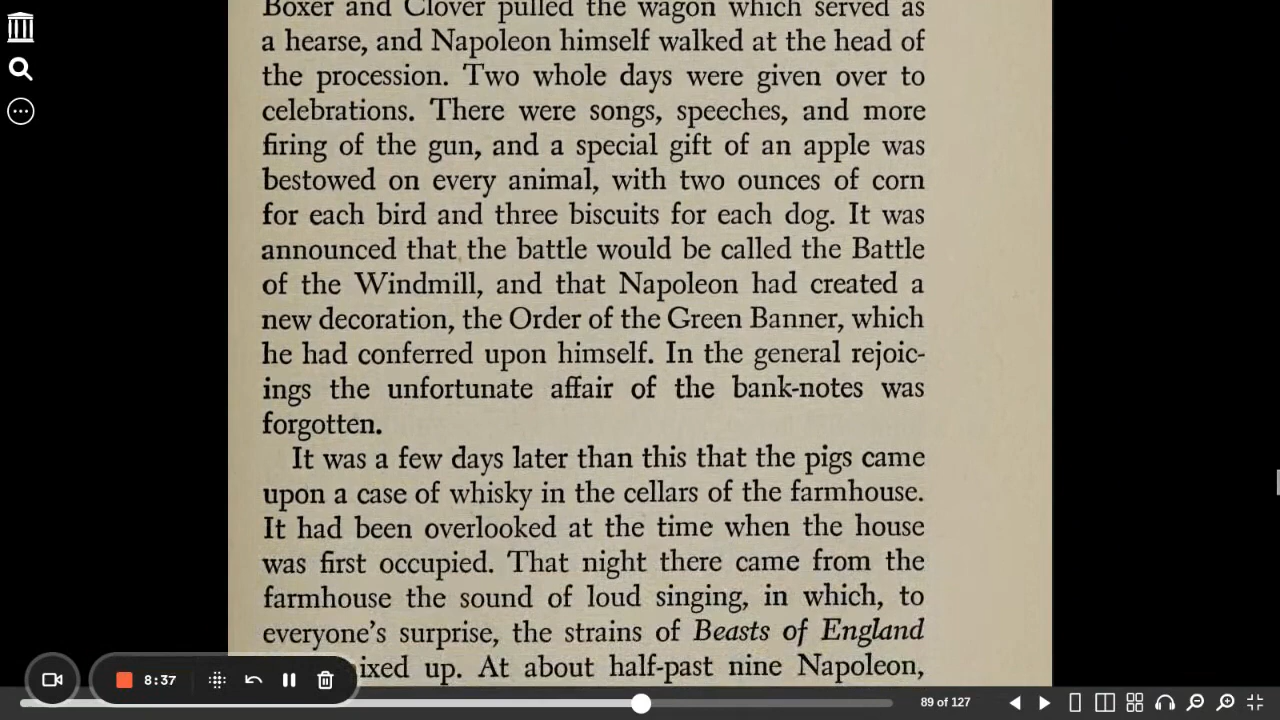 Boxer and Clover pulled the wagon which served as
a hearse, and Napoleon himself walked at the head of
the procession. Two whole days were given over to
celebrations. There were songs, speeches, and more
firing of the gun, and a special gift of an apple was
bestowed on every animal, with two ounces of corn
for each bird and three biscuits for each dog. It was
announced that the battle would be called the Battle
of the Windmill, and that Napoleon had created a
new decoration, the Order of the Green Banner, which
he had conferred upon himself. In the general rejoic-
ings the unfortunate affair of the bank-notes was
forgotten.
It was a few days later than this that the pigs came
upon a case of whisky in the cellars of the farmhouse.
It had been overlooked at the time when the house
was first occupied. That night there came from the
farmhouse the sound of loud singing, in which, to
everyone's surprise, the strains of Beasts of England
ixed up. At about half-past nine Napoleon,
8:37
89 of 127